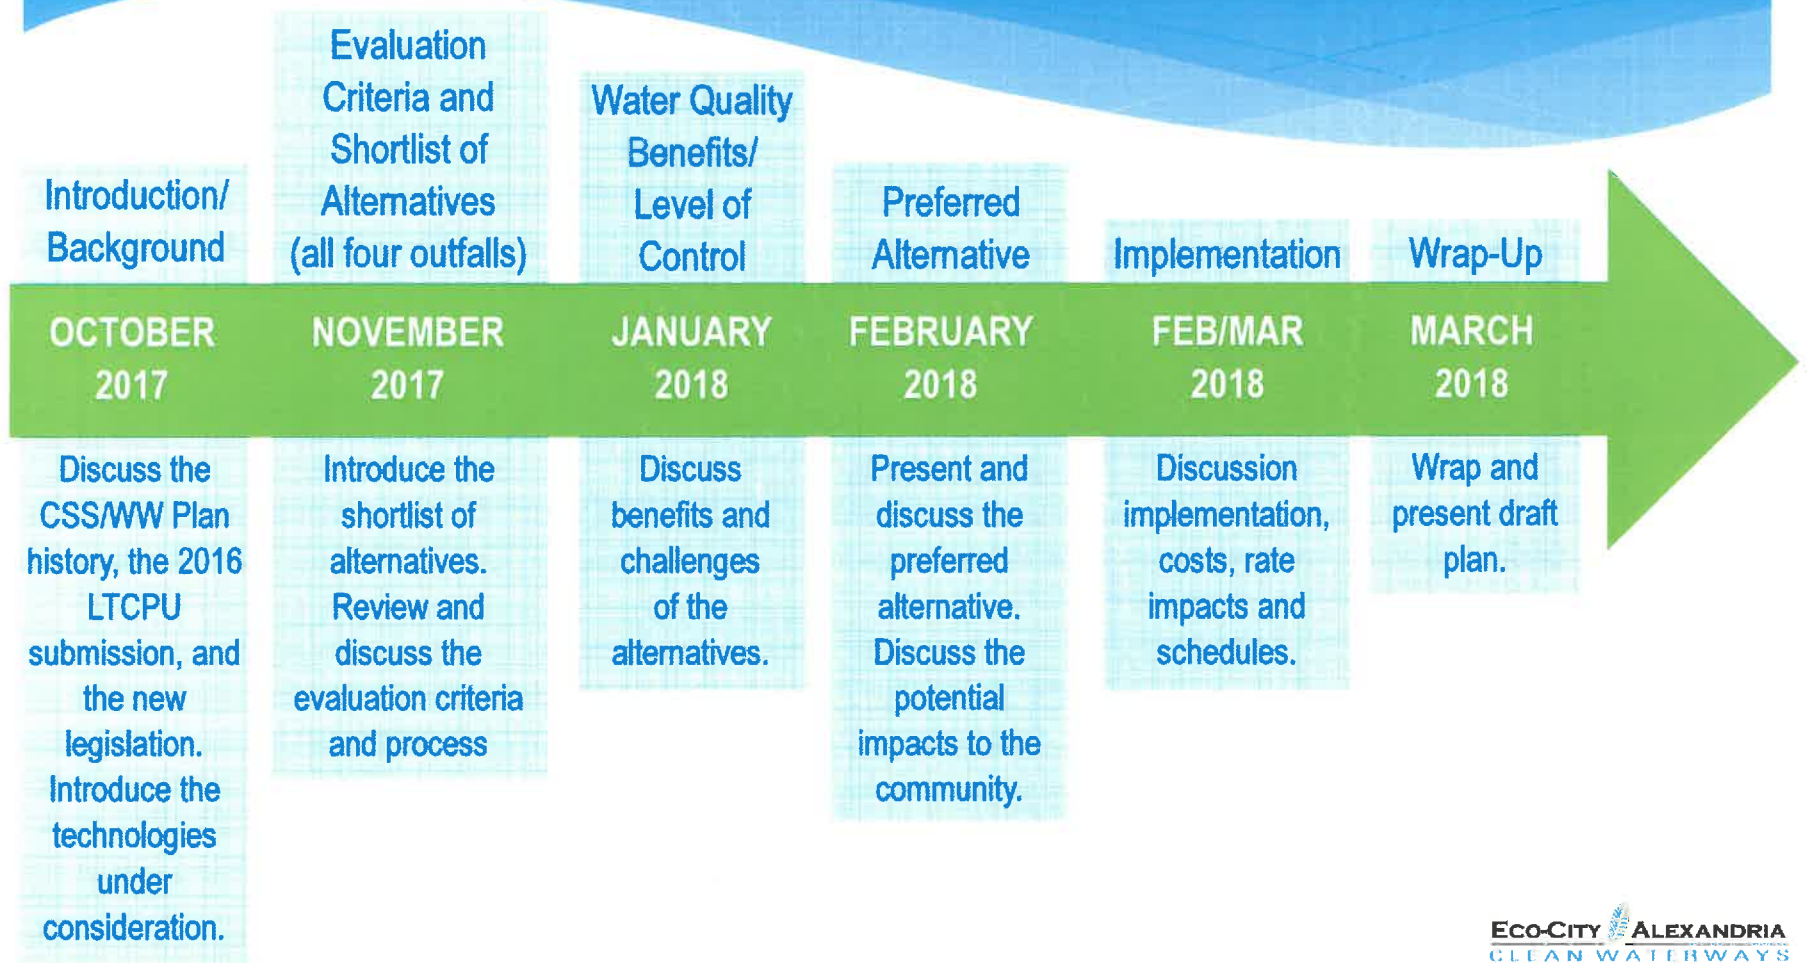 Introduction/
Background
OCTOBER
2017
Discuss the
CSS/WW Plan
history, the 2016
LTCPU
submission, and
the new
legislation.
Introduce the
technologies
under
consideration.
Evaluation
Criteria and
Shortlist of
Alternatives
(all four outfalls)
NOVEMBER
2017
Introduce the
shortlist of
alternatives.
Review and
discuss the
evaluation criteria
and process
Water Quality
Benefits/
Level of
Control
JANUARY
2018
Discuss
benefits and
challenges
of the
alternatives.
Preferred
Alternative
FEBRUARY
2018
Present and
discuss the
preferred
alternative.
Discuss the
potential
impacts to the
community.
Implementation
FEB/MAR
2018
Discussion
implementation,
costs, rate
impacts and
schedules.
Wrap-Up
MARCH
2018
Wrap and
present draft
plan.
ECO-CITY ALEXANDRIA
CLEAN WATERWAYS